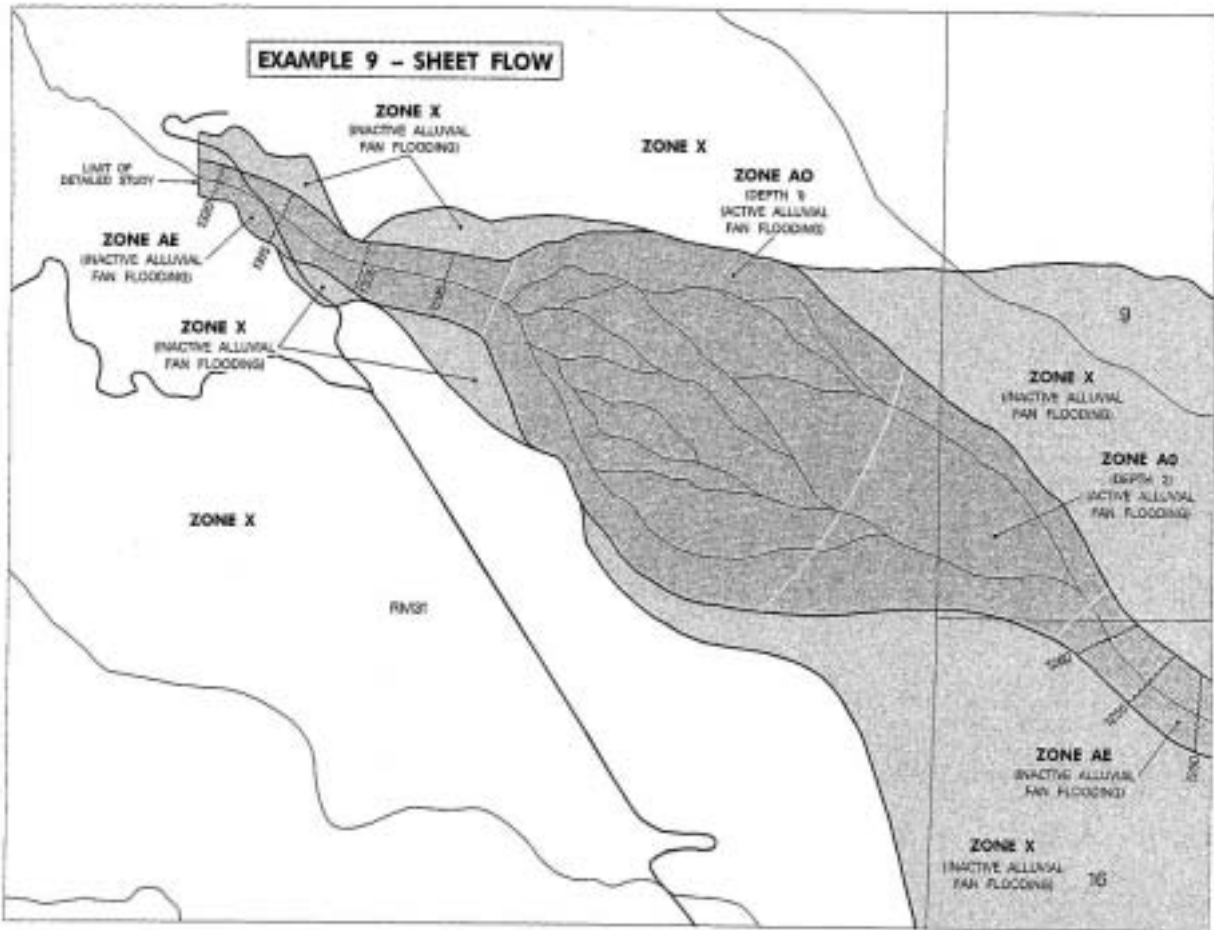 EXAMPLE 9 – SHEET FLOW
ZONE X
(INACTIVE ALLUVIAL
FAN FLOODING)
ZONE X
LIMIT OF
DETAILED STUDY
ZONE AO
(DEPTH 1)
(ACTIVE ALLUVIAL
FAN FLOODING)
ZONE AE
(INACTIVE ALLUVIAL
FAN FLOODING)
ZONE X
(INACTIVE ALLUVIAL
FAN FLOODING)
9
ZONE X
(INACTIVE ALLUVIAL
FAN FLOODING)
ZONE AO
(DEPTH 2)
(ACTIVE ALLUVIAL
FAN FLOODING)
ZONE X
RM31
ZONE AE
(INACTIVE ALLUVIAL
FAN FLOODING)
ZONE X
(INACTIVE ALLUVIAL
FAN FLOODING)
16